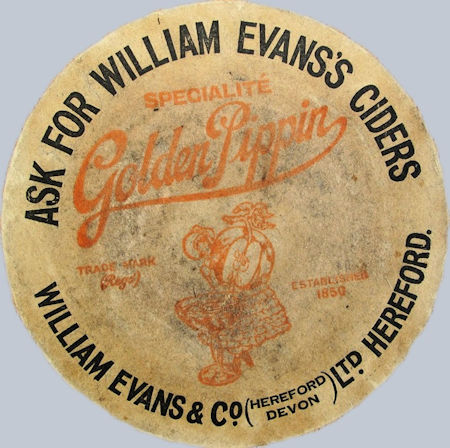 ASK FOR WILLIAM EVANS'S CIDERS
SPECIALITÉ
Golden Pippin
TRADE MARK
(Regd)
ESTABLISHED
1850
WILLIAM EVANS & Co (HEREFORD DEVON) LTD HEREFORD.